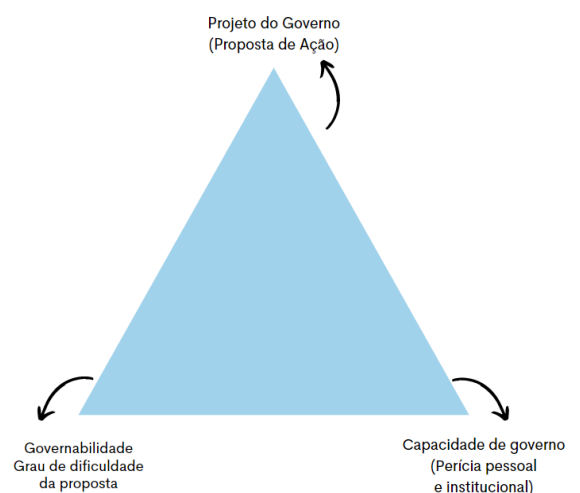 Projeto do Governo
(Proposta de Ação)
Governabilidade
Grau de dificuldade
da proposta
Capacidade de governo
(Perícia pessoal
e institucional)